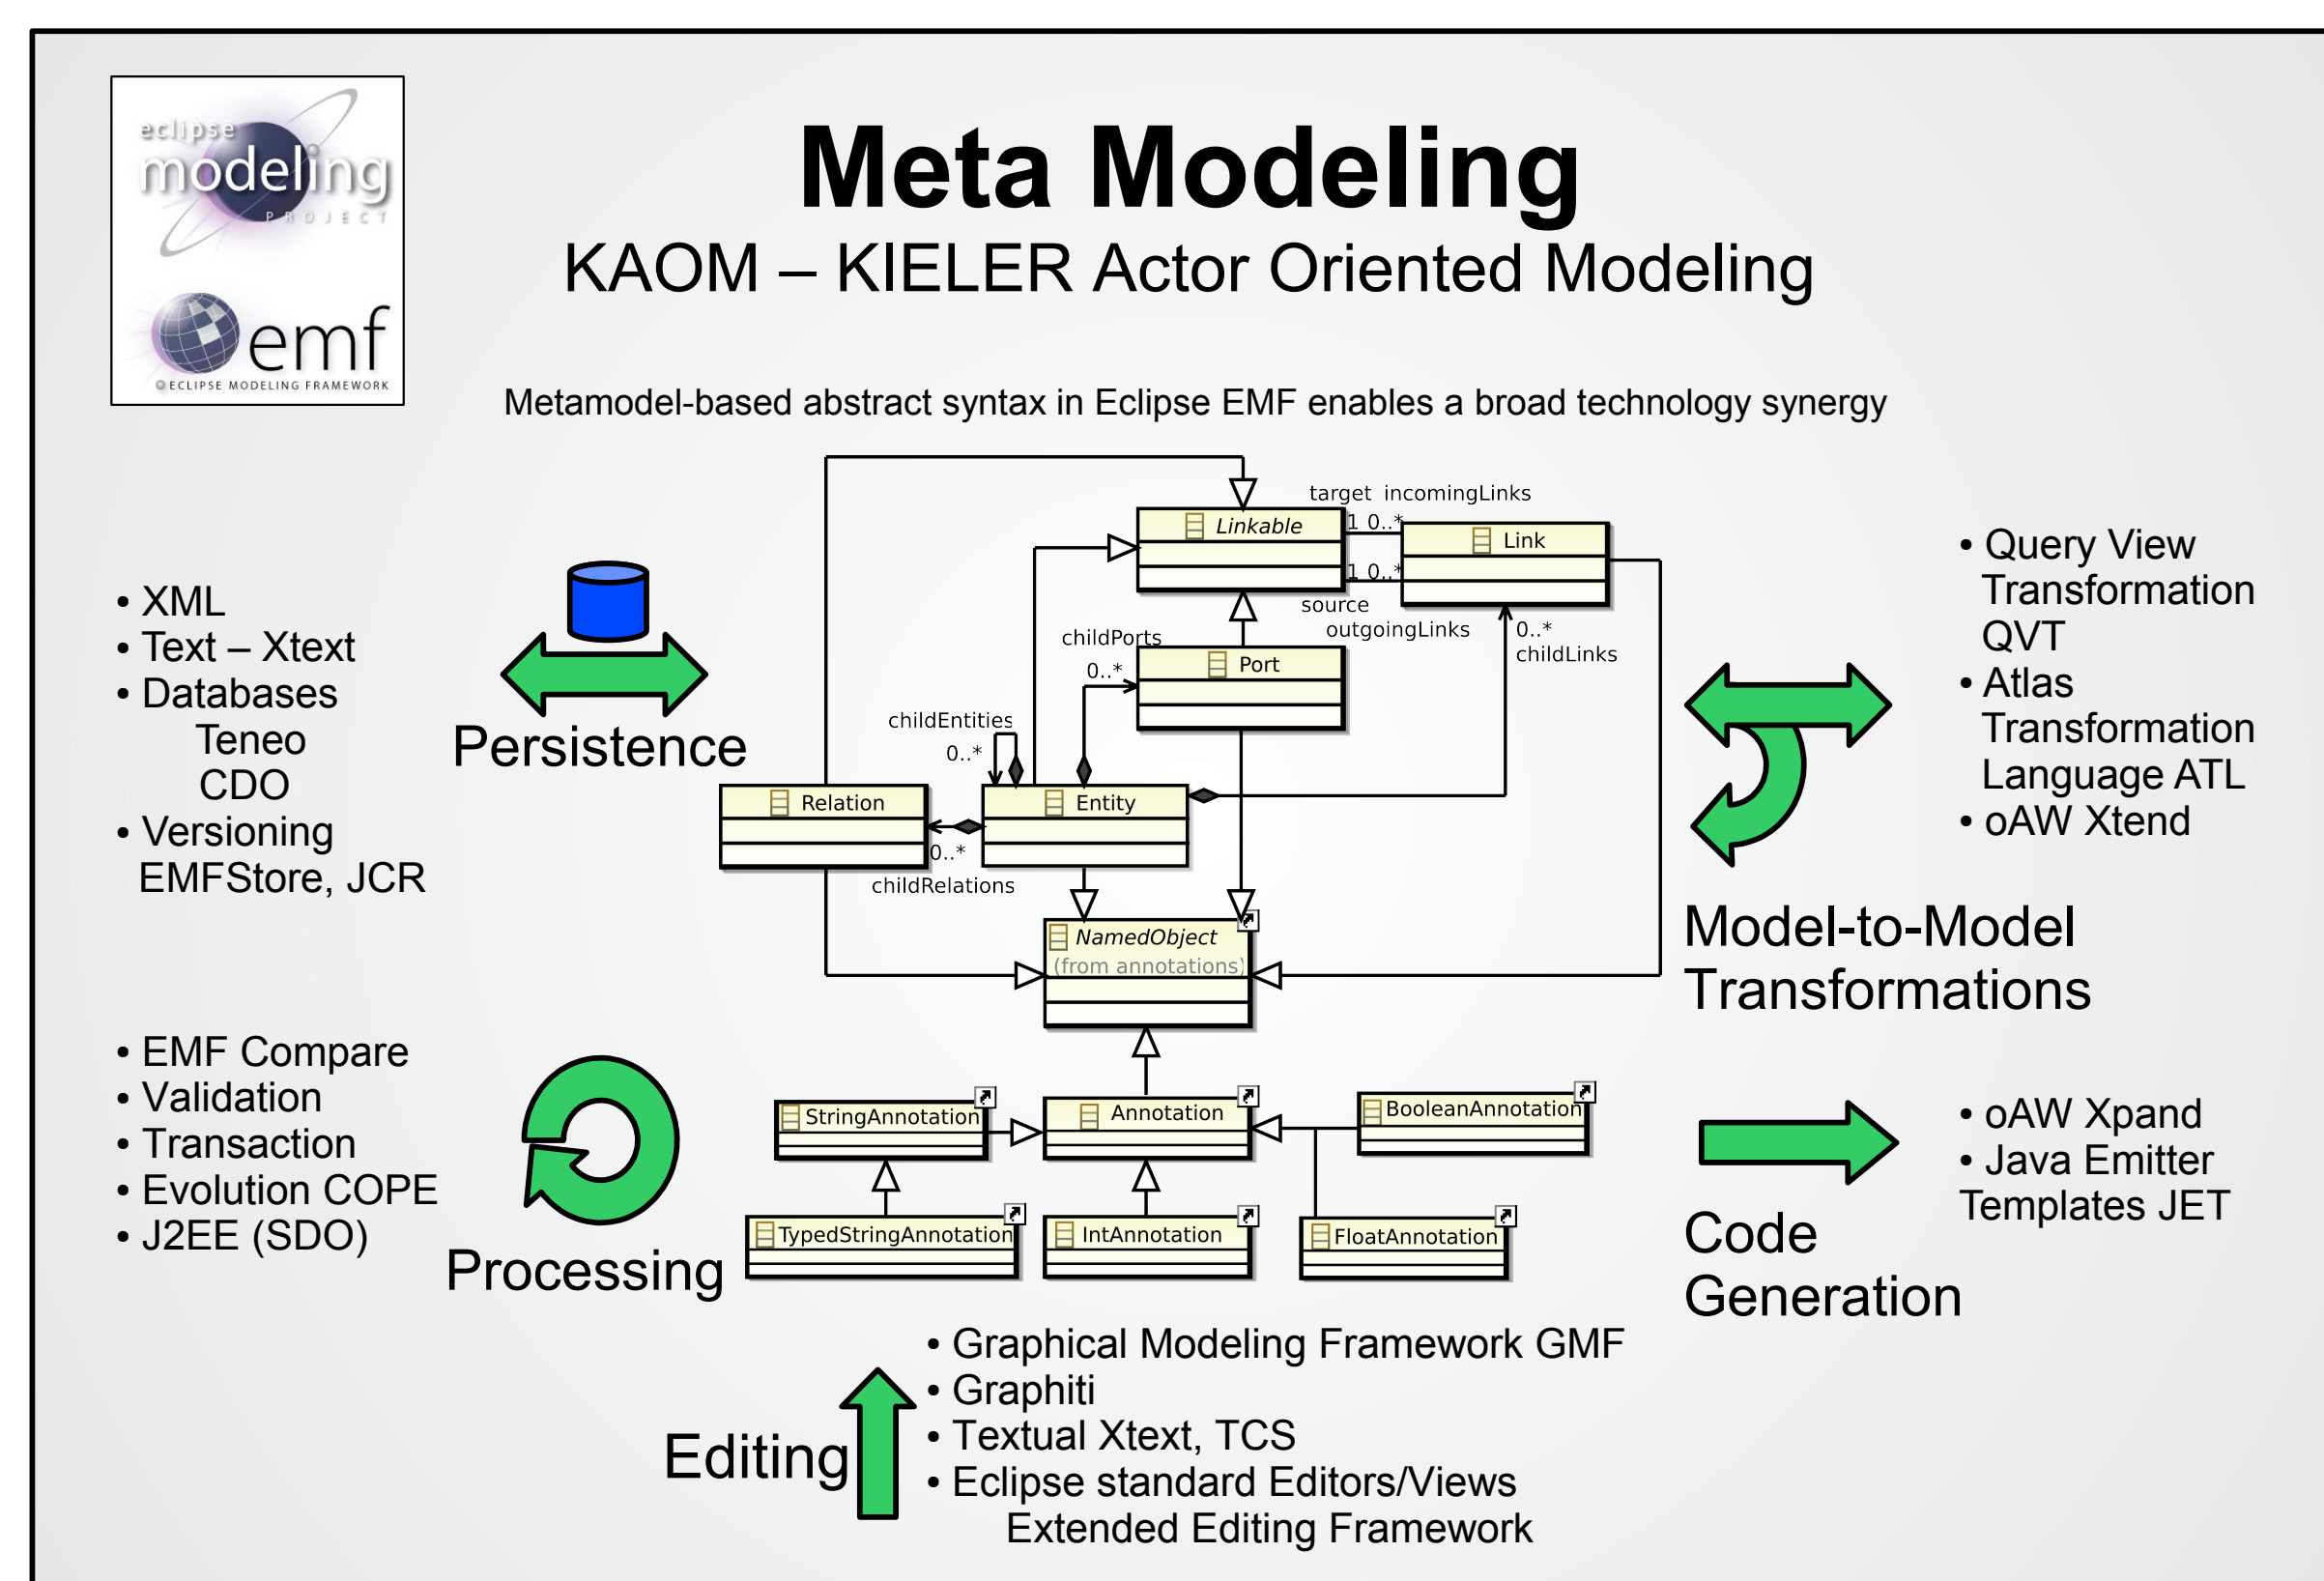 eclipse
modeling
PROJECT
emf
ECLIPSE MODELING FRAMEWORK
Meta Modeling
KAOM – KIELER Actor Oriented Modeling
Metamodel-based abstract syntax in Eclipse EMF enables a broad technology synergy
• XML
• Text – Xtext
• Databases
Teneo
CDO
• Versioning
EMFStore, JCR
Persistence
• EMF Compare
• Validation
• Transaction
• Evolution COPE
• J2EE (SDO)
Processing
target incomingLinks
Linkable
1 0..*
Link
1 0..*
source
outgoingLinks
childPorts
0..*
Port
0..*
childLinks
childEntities
0..*
Relation
Entity
0..*
childRelations
NamedObject
(from annotations)
StringAnnotation
Annotation
BooleanAnnotation
TypedStringAnnotation
IntAnnotation
FloatAnnotation
• Query View
Transformation
QVT
• Atlas
Transformation
Language ATL
• oAW Xtend
Model-to-Model
Transformations
• oAW Xpand
• Java Emitter
Templates JET
Code
Generation
Editing
• Graphical Modeling Framework GMF
• Graphiti
• Textual Xtext, TCS
• Eclipse standard Editors/Views
Extended Editing Framework